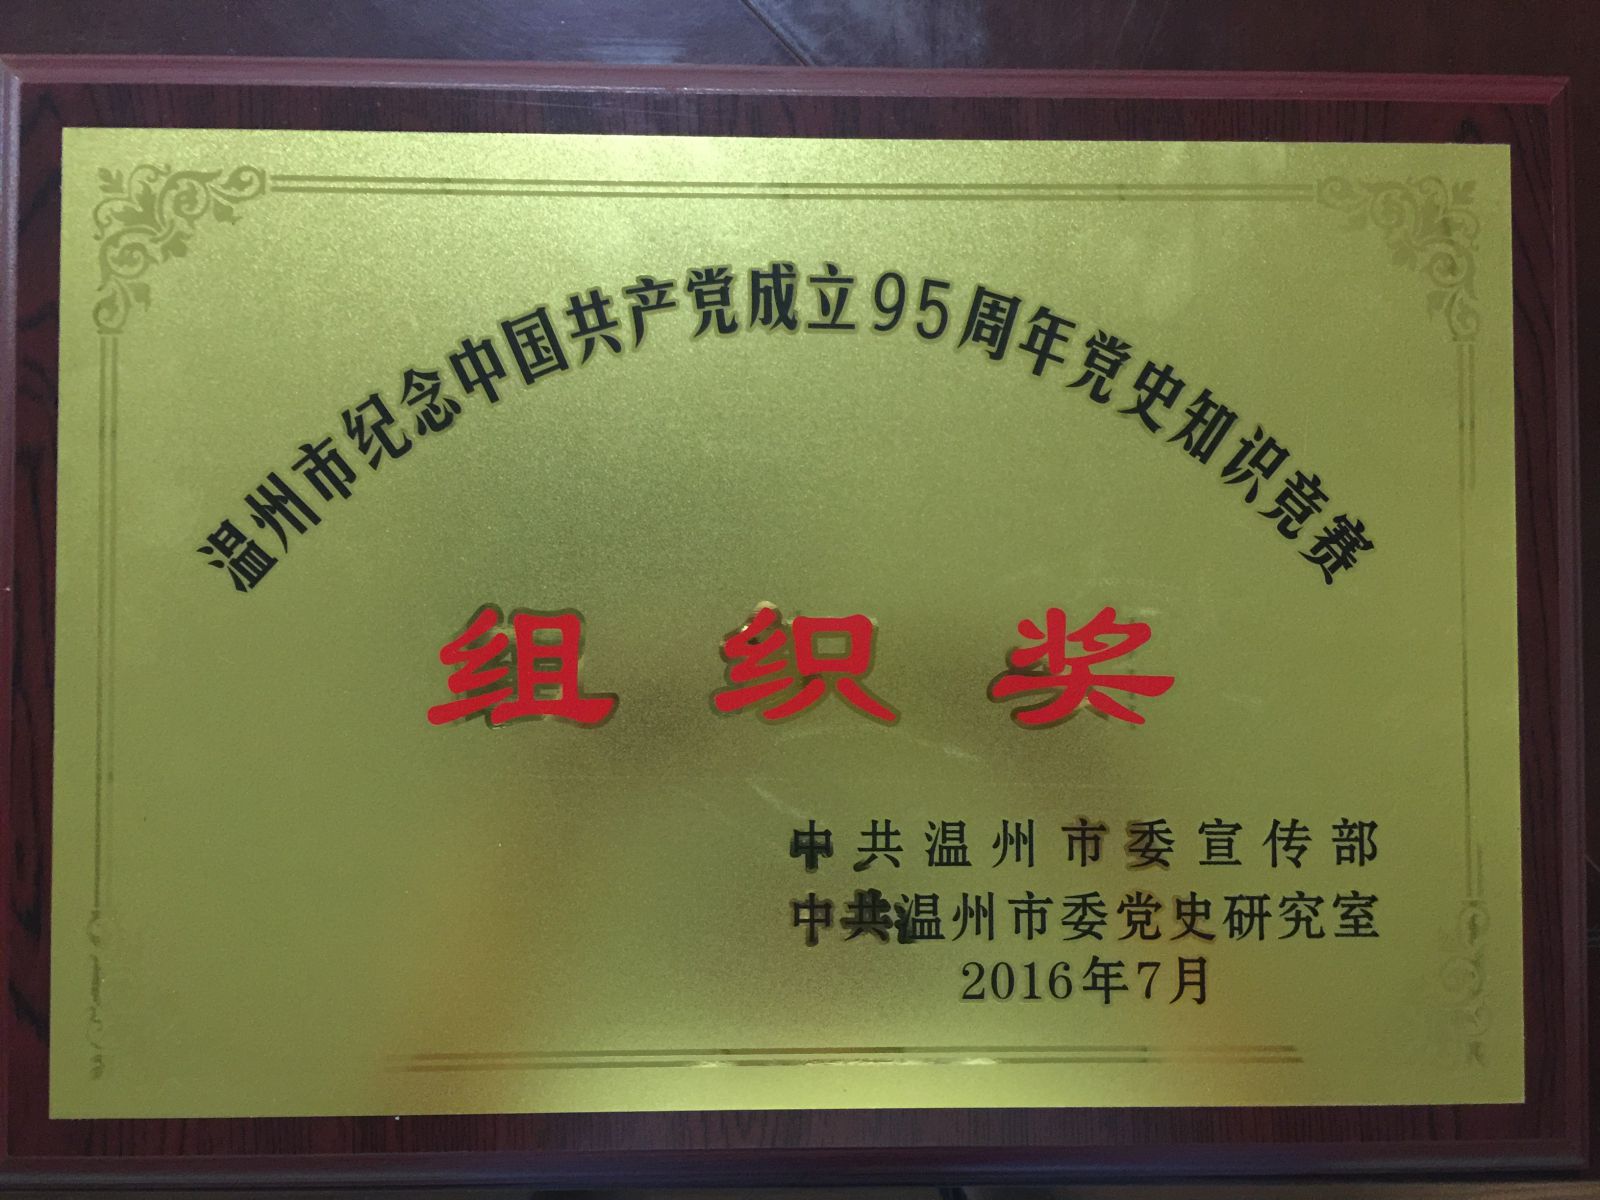 温州市纪念中国共产党成立95周年党史知识竞赛
组织奖
中共温州市委宣传部
中共温州市委党史研究室
2016年7月